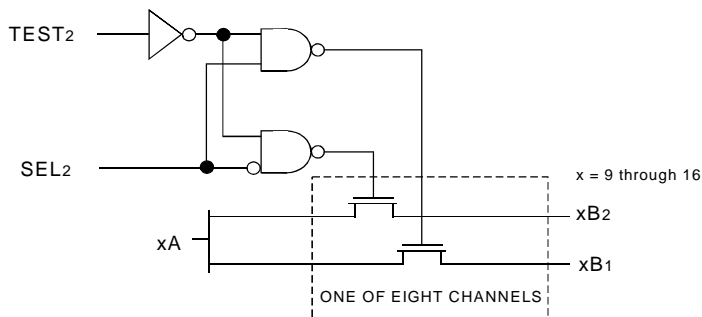 TEST2
SEL2
x = 9 through 16
xB2
xA
xB1
ONE OF EIGHT CHANNELS